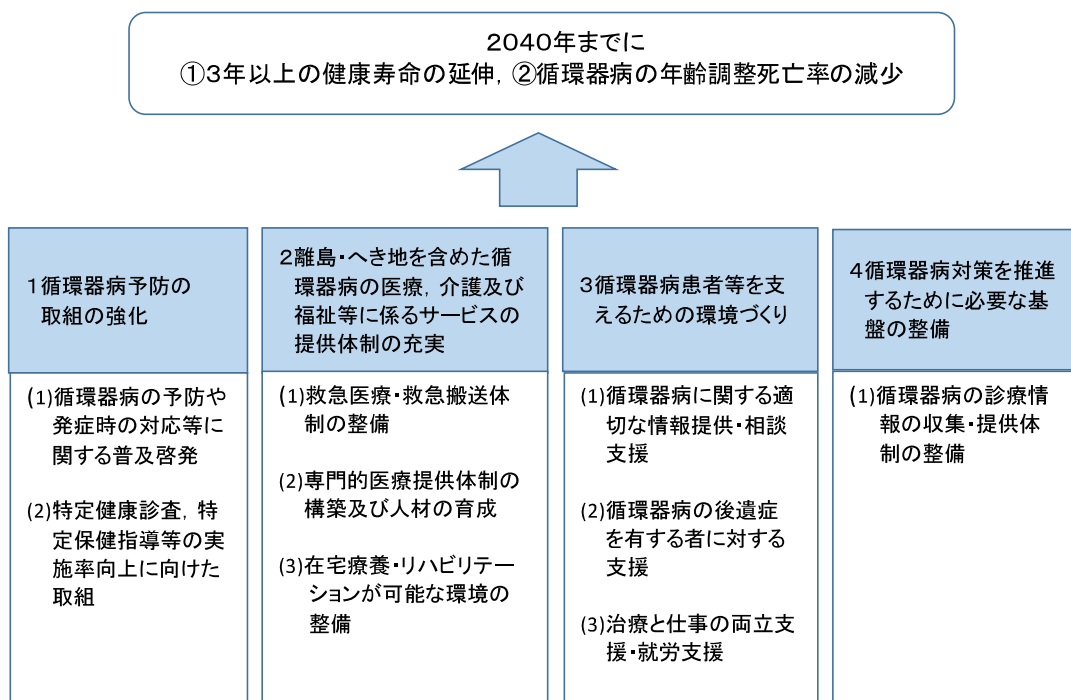 2040年までに
①3年以上の健康寿命の延伸，②循環器病の年齢調整死亡率の減少
1循環器病予防の
取組の強化
(1)循環器病の予防や
発症時の対応等に
関する普及啓発
(2)特定健康診査，特
定保健指導等の実
施率向上に向けた
取組
2離島・へき地を含めた循
環器病の医療，介護及び
福祉等に係るサービスの
提供体制の充実
(1)救急医療・救急搬送体
制の整備
(2)専門的医療提供体制の
構築及び人材の育成
(3)在宅療養・リハビリテー
ションが可能な環境の
整備
3循環器病患者等を支
えるための環境づくり
(1)循環器病に関する適
切な情報提供・相談
支援
(2)循環器病の後遺症
を有する者に対する
支援
(3)治療と仕事の両立支
援・就労支援
4循環器病対策を推進
するために必要な基
盤の整備
(1)循環器病の診療情
報の収集・提供体
制の整備